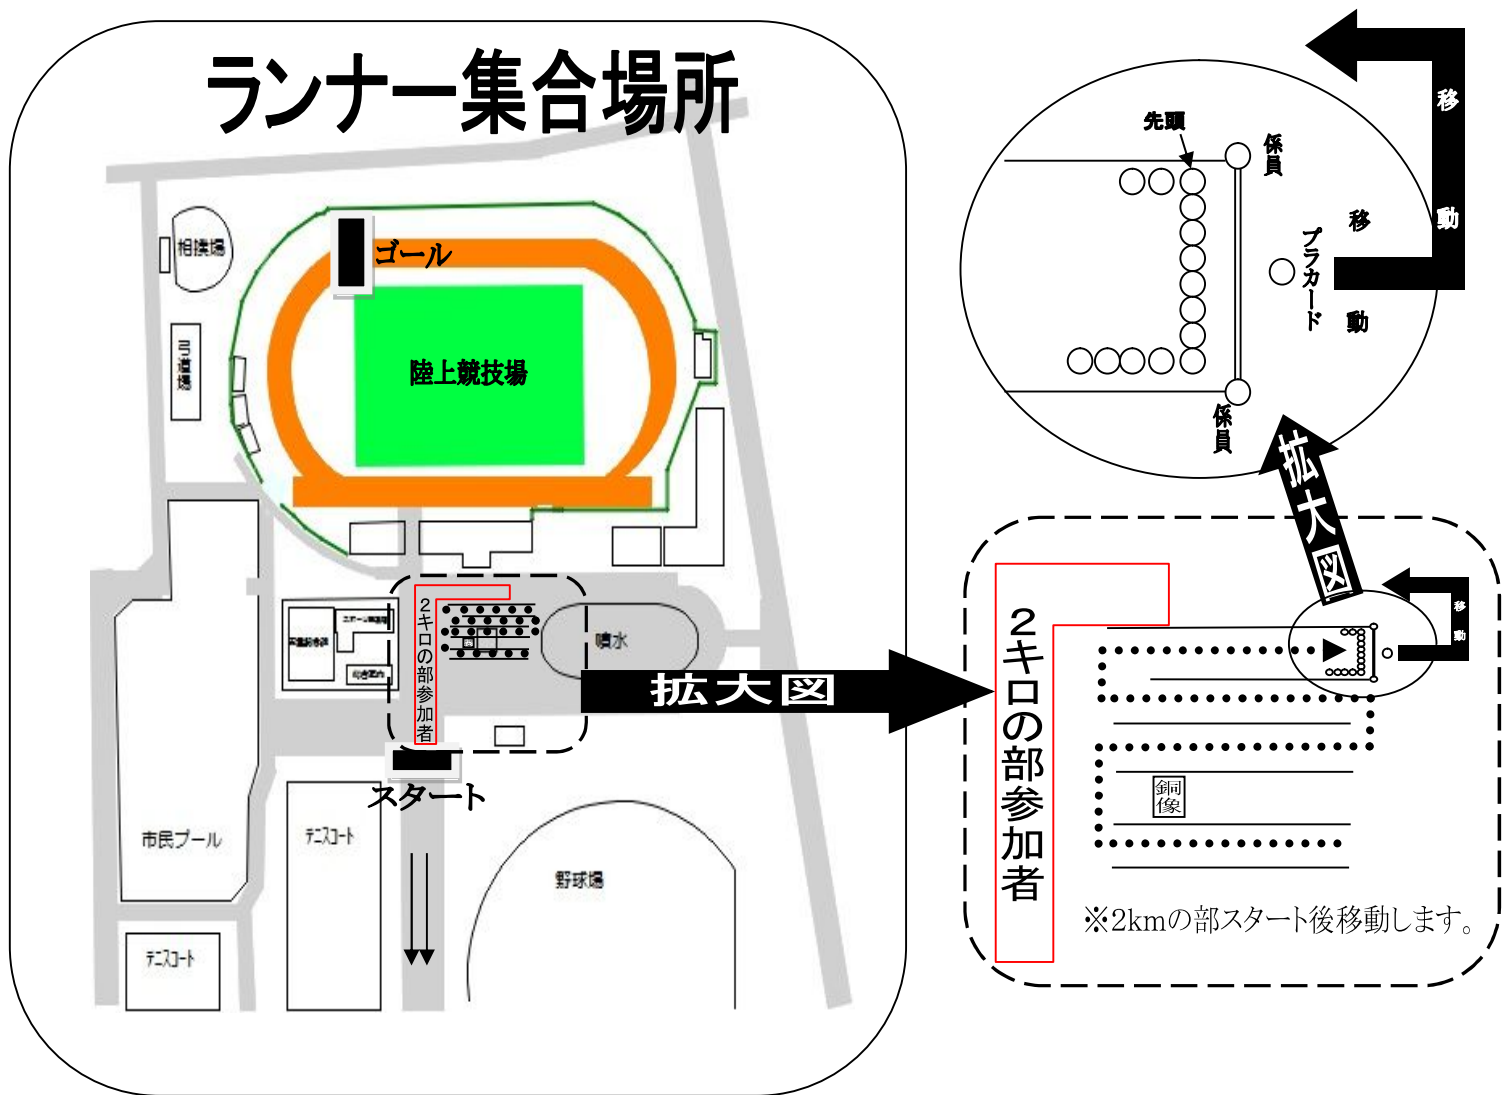 ランナー集合場所
相撲場
ゴール
陸上競技場
2キロの部参加者
噴水
スタート
市民プール
テニスコート
テニスコート
野球場
拡大図
先頭
係員
係員
プラカード
移動
移動
拡大図
2キロの部参加者
移動
銅像
※2kmの部スタート後移動します。